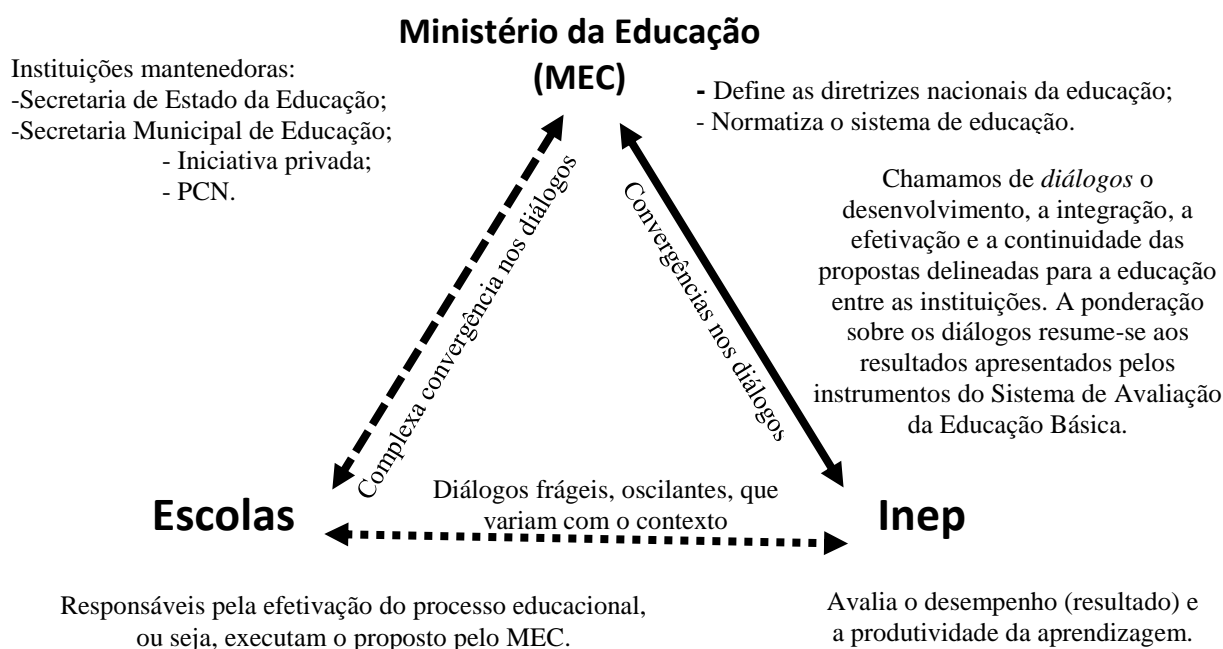 Ministério da Educação
(MEC)
Instituições mantenedoras:
-Secretaria de Estado da Educação;
-Secretaria Municipal de Educação;
- Iniciativa privada;
- PCN.
- Define as diretrizes nacionais da educação;
- Normatiza o sistema de educação.
Chamamos de diálogos o
desenvolvimento, a integração, a
efetivação e a continuidade das
propostas delineadas para a educação
entre as instituições. A ponderação
sobre os diálogos resume-se aos
resultados apresentados pelos
instrumentos do Sistema de Avaliação
da Educação Básica.
Complexa convergência nos diálogos
Convergências nos diálogos
Escolas
Diálogos frágeis, oscilantes, que
variam com o contexto
Inep
Responsáveis pela efetivação do processo educacional,
ou seja, executam o proposto pelo MEC.
Avalia o desempenho (resultado) e
a produtividade da aprendizagem.